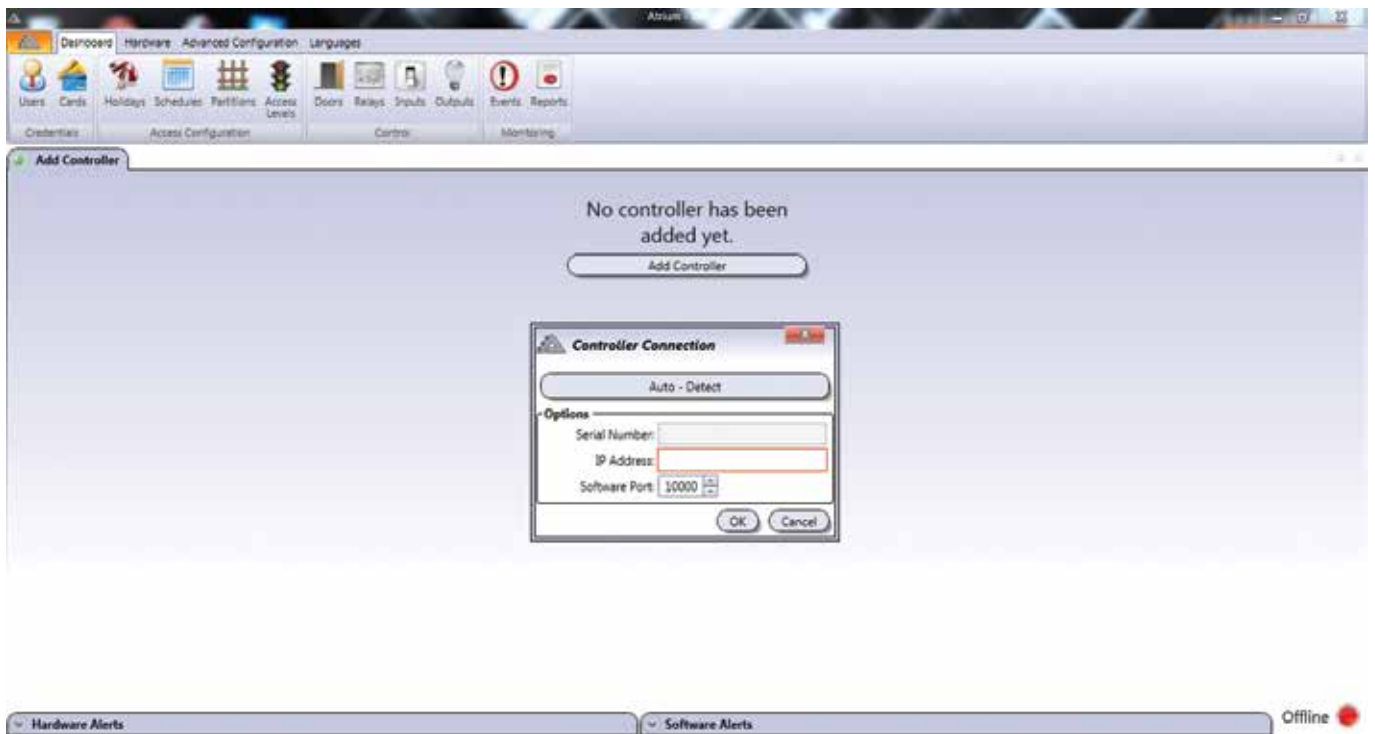 Atrium
Dashboard Hardware Advanced Configuration Languages
Users Cards Holidays Schedules Partitions Access Levels Doors Relays Inputs Outputs Events Reports
Credentials Access Configuration Control Monitoring
Add Controller
No controller has been
added yet.
Add Controller
Controller Connection
Auto - Detect
Options
Serial Number:
IP Address:
Software Port: 10000
OK Cancel
Hardware Alerts Software Alerts Offline